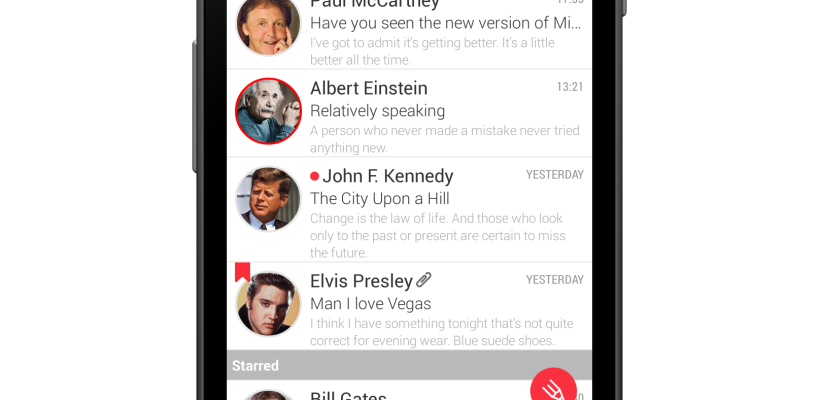 Paul McCartney 17:35
Have you seen the new version of Mi...
I've got to admit it's getting better. It's a little
better all the time.
Albert Einstein 13:21
Relatively speaking
A person who never made a mistake never tried
anything new.
John F. Kennedy YESTERDAY
The City Upon a Hill
Change is the law of life. And those who look
only to the past or present are certain to miss
the future.
Elvis Presley YESTERDAY
Man I love Vegas
I think I have something tonight that's not quite
correct for evening wear. Blue suede shoes.
Starred
Bill Gates